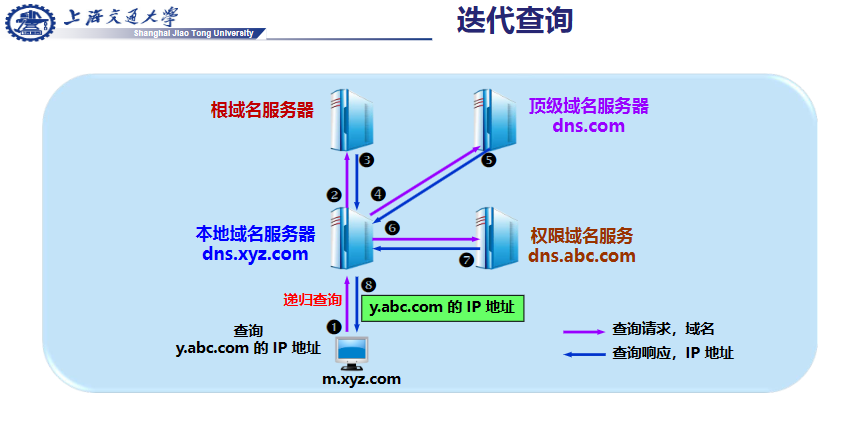 上海交通大学
Shanghai Jiao Tong University
迭代查询
根域名服务器
顶级域名服务器
dns.com
❸
❺
❷
❹
本地域名服务器
dns.xyz.com
❻
权限域名服务
dns.abc.com
❼
❽
递归查询
y.abc.com 的 IP 地址
❶
查询
y.abc.com 的 IP 地址
m.xyz.com
查询请求，域名
查询响应，IP 地址